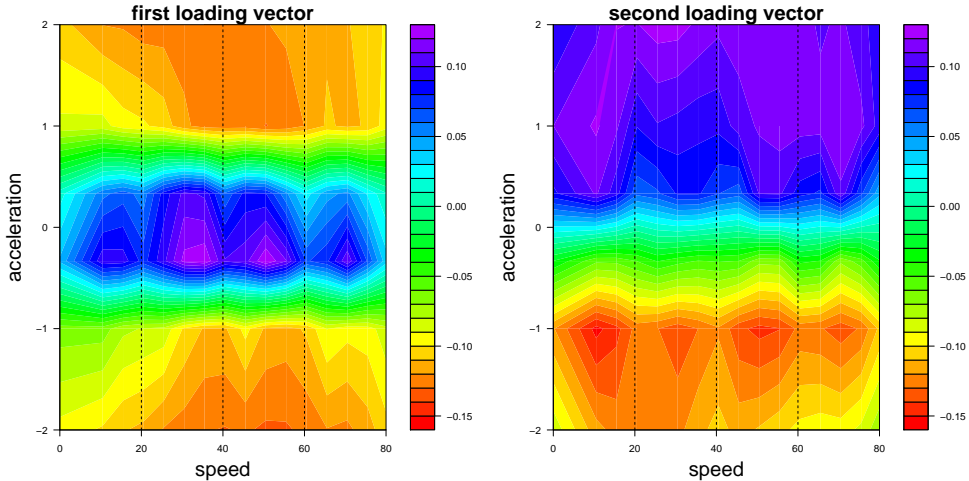 first loading vector
second loading vector
acceleration
2
1
0
−1
−2
0 20 40 60 80
speed
0.10
0.05
0.00
−0.05
−0.10
−0.15
acceleration
2
1
0
−1
−2
0 20 40 60 80
speed
0.10
0.05
0.00
−0.05
−0.10
−0.15